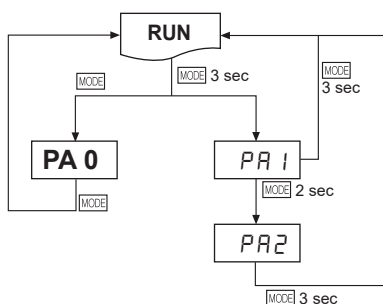 RUN
MODE
MODE 3 sec
MODE
3 sec
PA 0
PA1
MODE
MODE 2 sec
PA2
MODE 3 sec